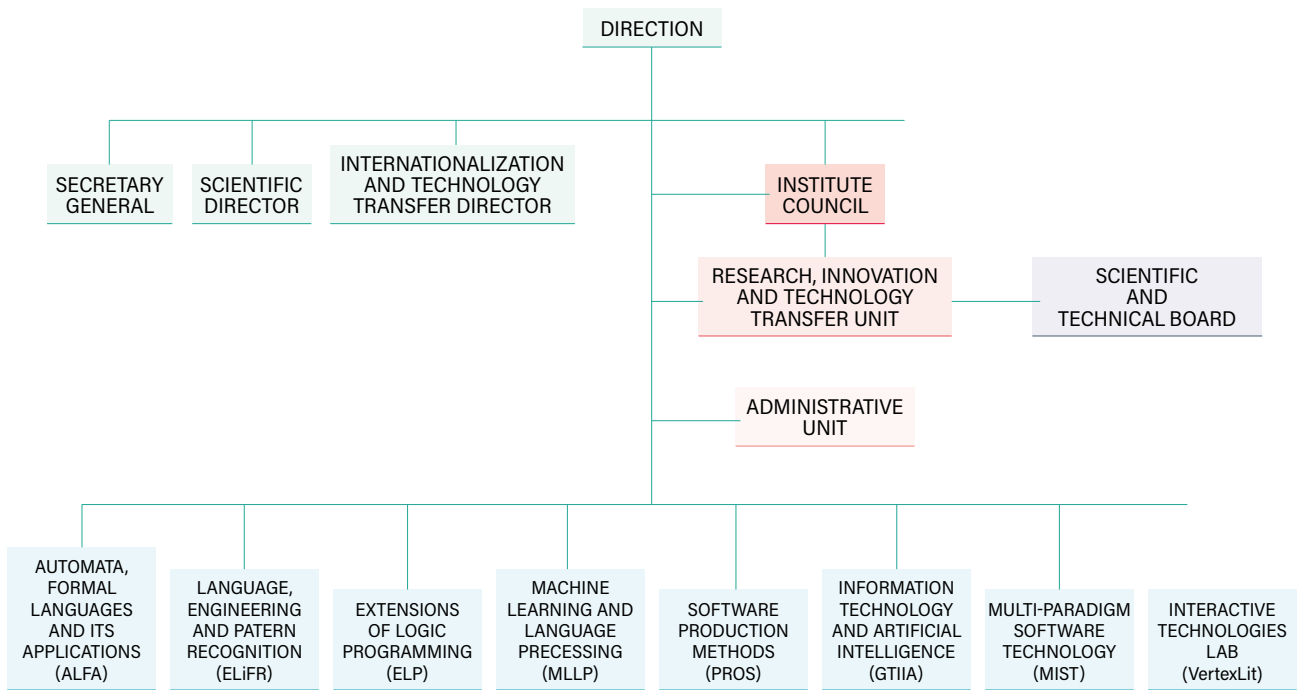 DIRECTION
SECRETARY
GENERAL
SCIENTIFIC
DIRECTOR
INTERNATIONALIZATION
AND TECHNOLOGY
TRANSFER DIRECTOR
INSTITUTE
COUNCIL
RESEARCH, INNOVATION
AND TECHNOLOGY
TRANSFER UNIT
SCIENTIFIC
AND
TECHNICAL BOARD
ADMINISTRATIVE
UNIT
AUTOMATA,
FORMAL
LANGUAGES
AND ITS
APPLICATIONS
(ALFA)
LANGUAGE,
ENGINEERING
AND PATERN
RECOGNITION
(ELiFR)
EXTENSIONS
OF LOGIC
PROGRAMMING
(ELP)
MACHINE
LEARNING AND
LANGUAGE
PRECESSING
(MLLP)
SOFTWARE
PRODUCTION
METHODS
(PROS)
INFORMATION
TECHNOLOGY
AND ARTIFICIAL
INTELLIGENCE
(GTIIA)
MULTI-PARADIGM
SOFTWARE
TECHNOLOGY
(MIST)
INTERACTIVE
TECHNOLOGIES
LAB
(VertexLit)